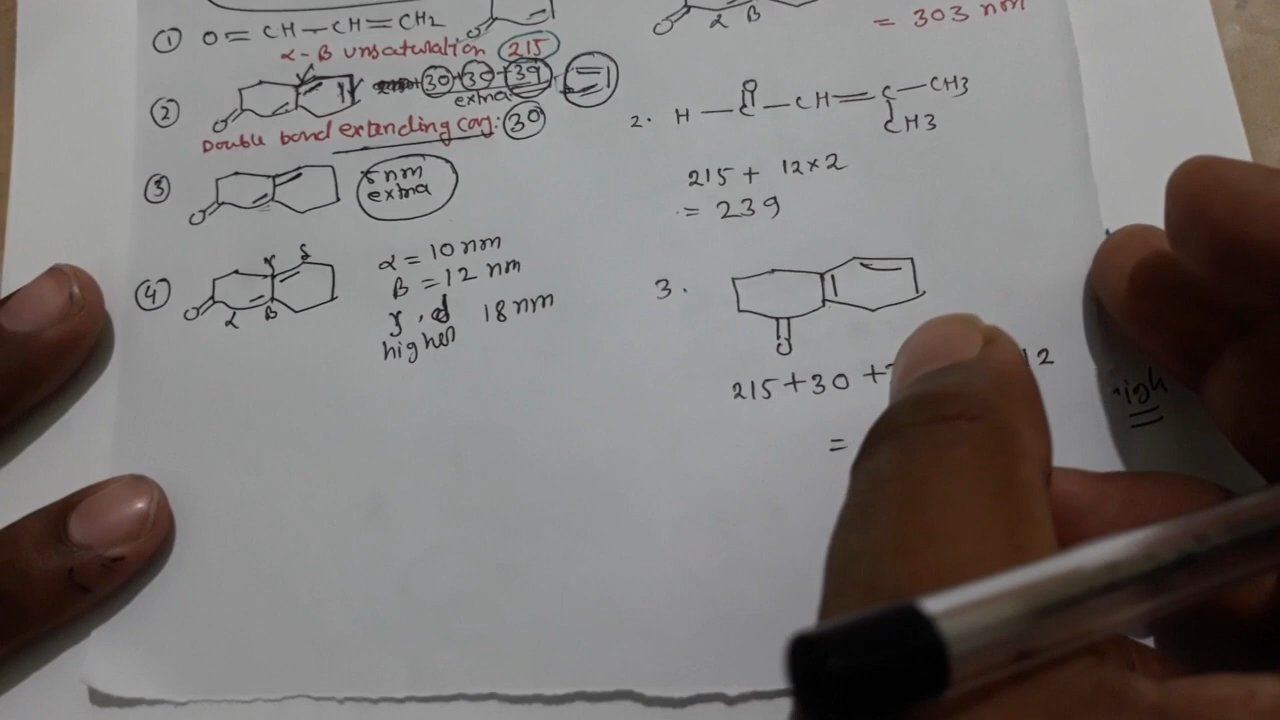 ① O=CH-CH=CH2
α-β unsaturation 215
② +30+30+39
extra
Double bond extending conj: 30
③ 5nm
extra
④ α = 10 nm
β = 12 nm
γ, δ 18 nm
higher
γ δ
α β
O
α β
= 303 nm
2. H-C-CH=C-CH3
O
CH3
215 + 12×2
= 239
3.
O
215+30+ 12
=